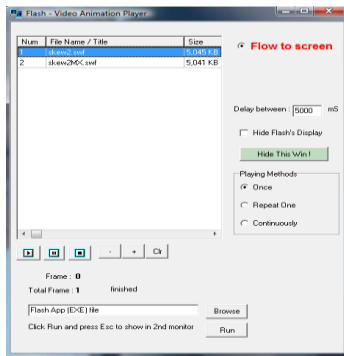 Flash - Video Animation Player
Num File Name / Title Size
1 skew2.swf 5,045 KB
2 skew2MX.swf 5,041 KB
Flow to screen
Delay between : 5000 mS
Hide Flash's Display
Hide This Win !
Playing Methods
Once
Repeat One
Continuously
- + Clr
Frame : 0
Total Frame : 1 finished
Flash App (EXE) file Browse
Click Run and press Esc to show in 2nd monitor Run